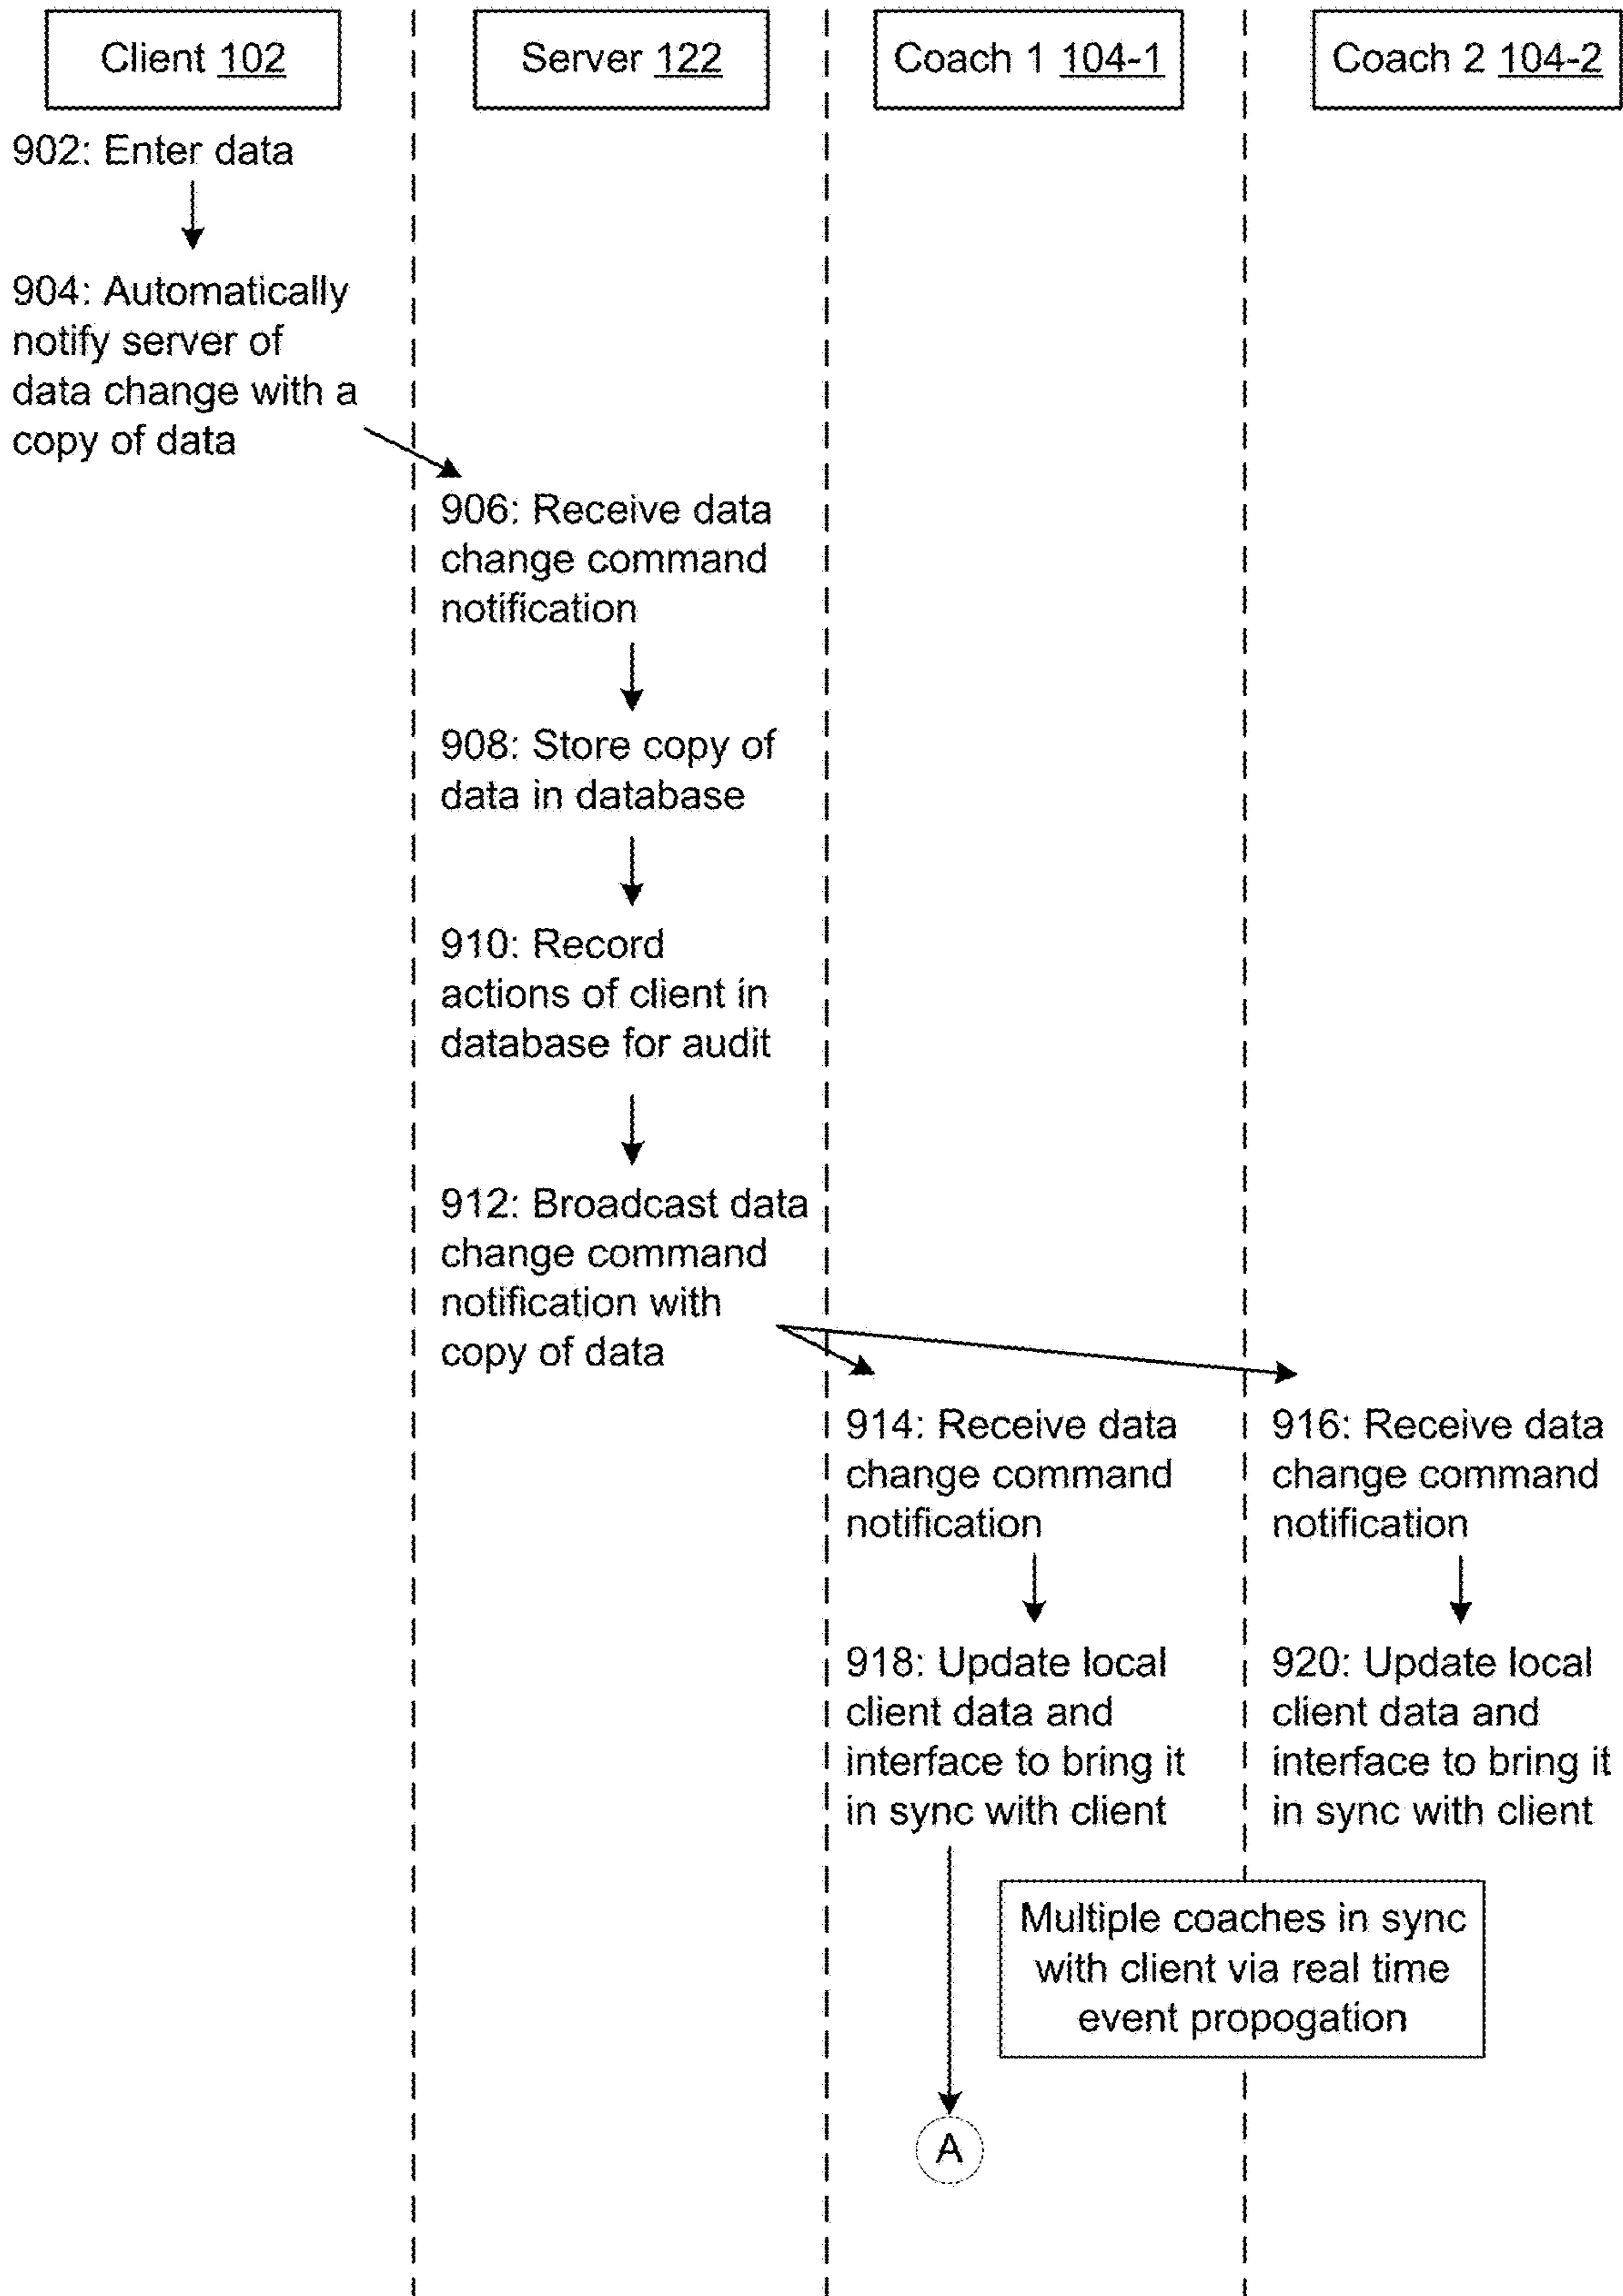 Client 102
Server 122
Coach 1 104-1
Coach 2 104-2
902: Enter data
904: Automatically
notify server of
data change with a
copy of data
906: Receive data
change command
notification
908: Store copy of
data in database
910: Record
actions of client in
database for audit
912: Broadcast data
change command
notification with
copy of data
914: Receive data
change command
notification
916: Receive data
change command
notification
918: Update local
client data and
interface to bring it
in sync with client
920: Update local
client data and
interface to bring it
in sync with client
Multiple coaches in sync
with client via real time
event propogation
A